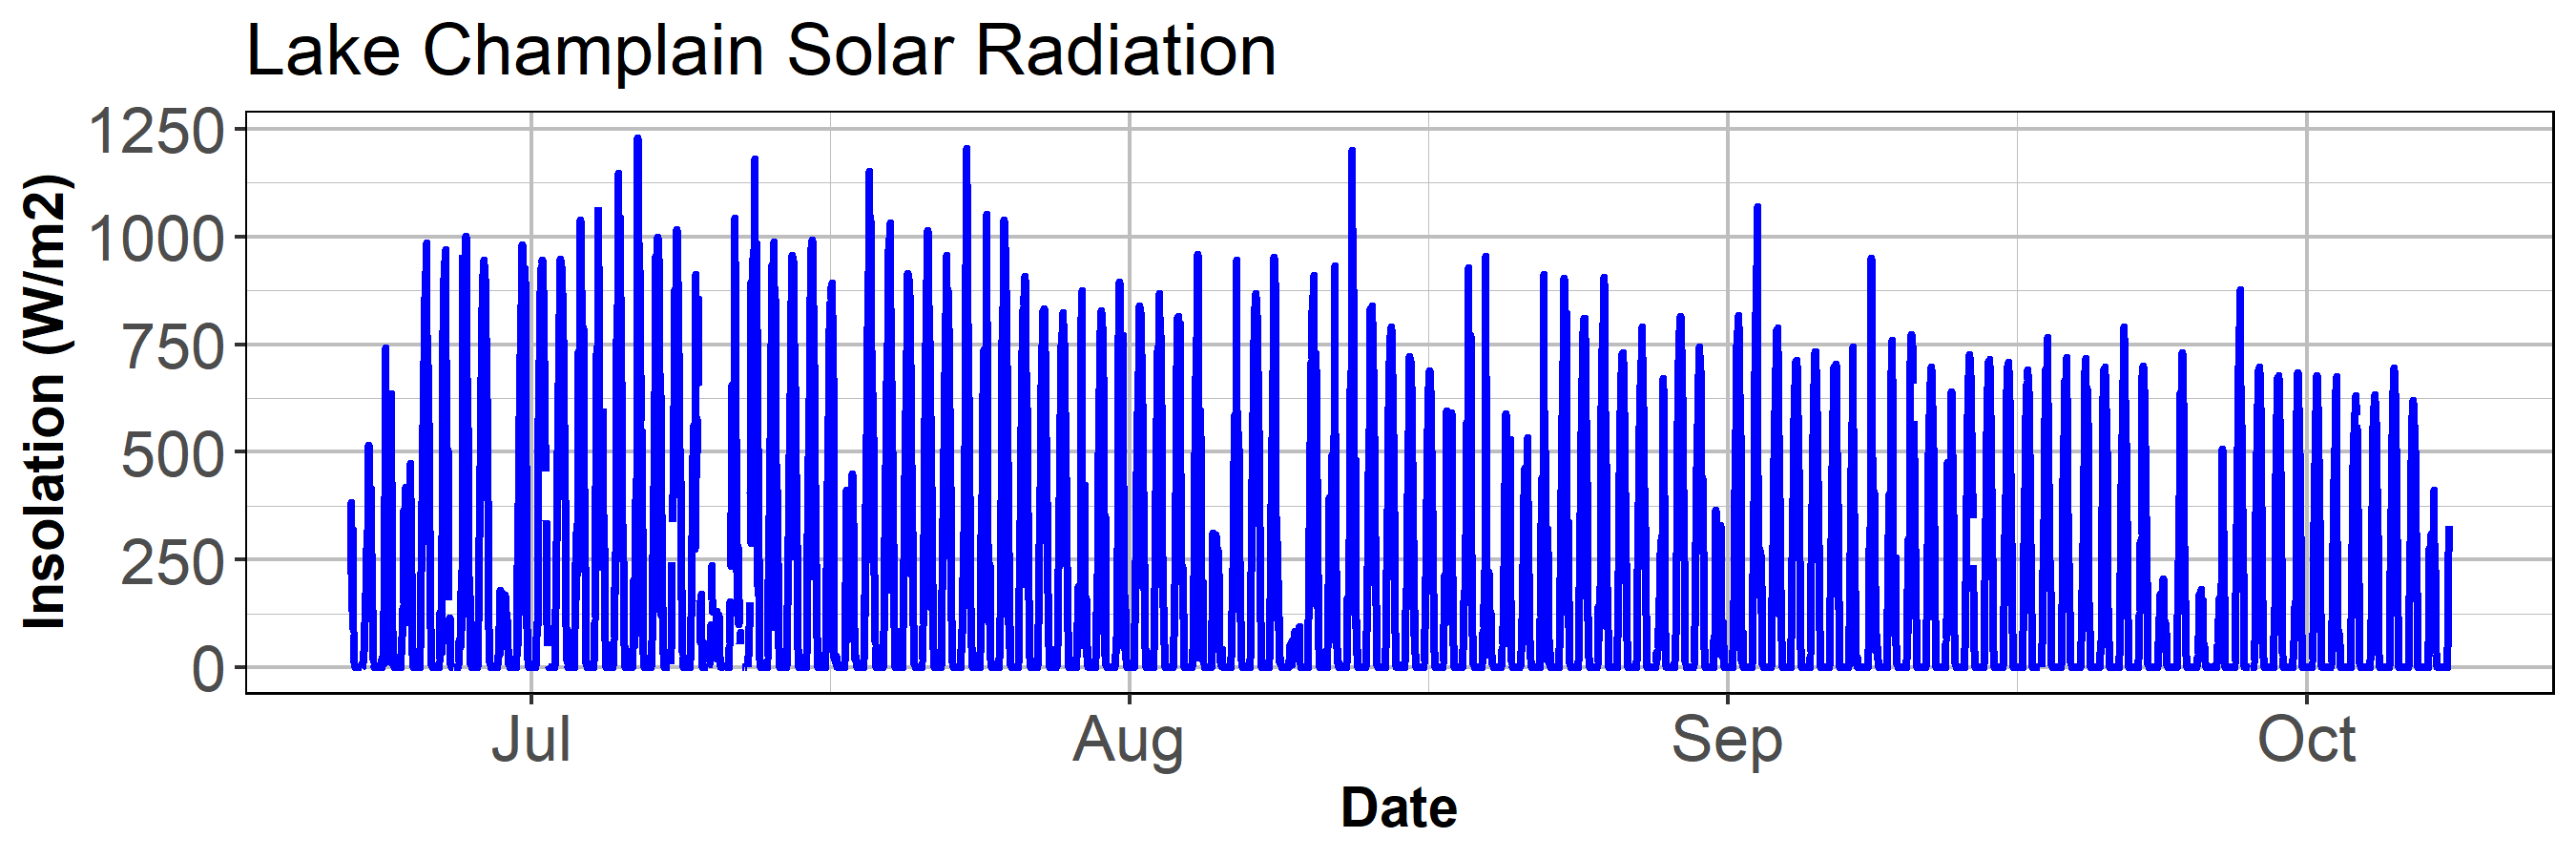 Lake Champlain Solar Radiation
Insolation (W/m2)
1250
1000
750
500
250
0
Jul Aug Sep Oct
Date